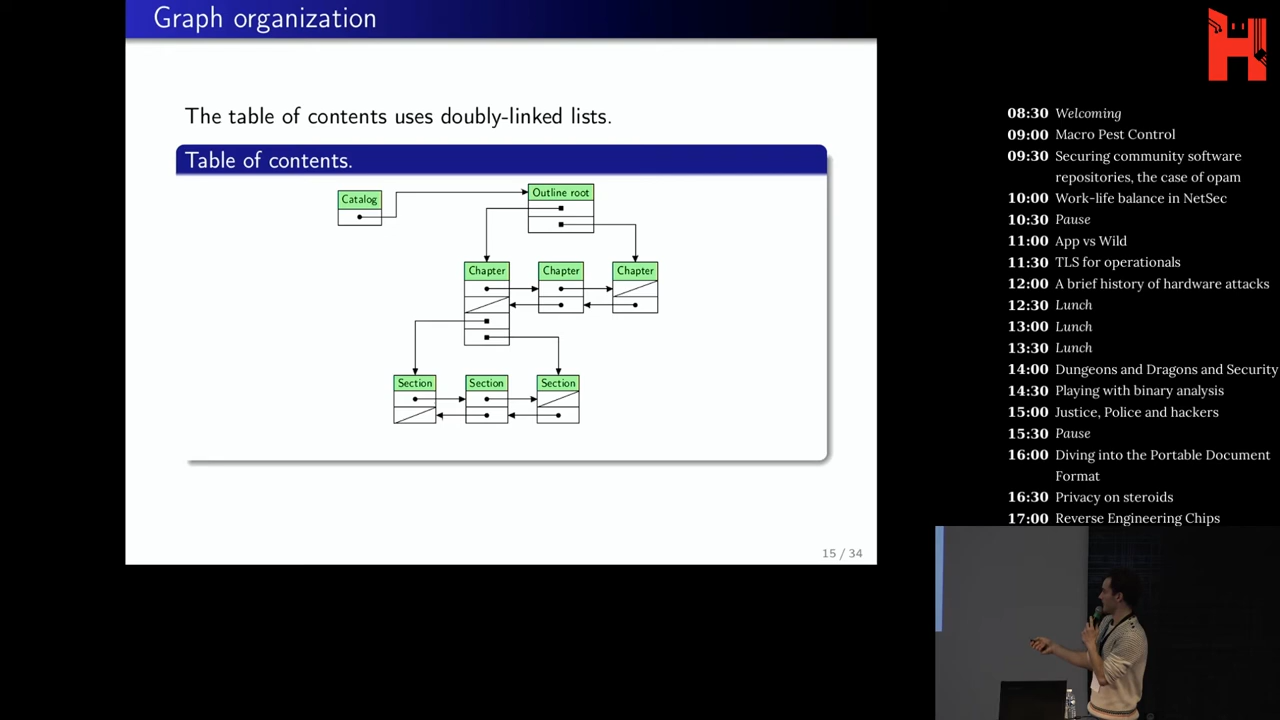 Graph organization
The table of contents uses doubly-linked lists.
Table of contents.
Catalog
Outline root
Chapter
Chapter
Chapter
Section
Section
Section
15 / 34
08:30 Welcoming
09:00 Macro Pest Control
09:30 Securing community software
repositories, the case of opam
10:00 Work-life balance in NetSec
10:30 Pause
11:00 App vs Wild
11:30 TLS for operationals
12:00 A brief history of hardware attacks
12:30 Lunch
13:00 Lunch
13:30 Lunch
14:00 Dungeons and Dragons and Security
14:30 Playing with binary analysis
15:00 Justice, Police and hackers
15:30 Pause
16:00 Diving into the Portable Document
Format
16:30 Privacy on steroids
17:00 Reverse Engineering Chips